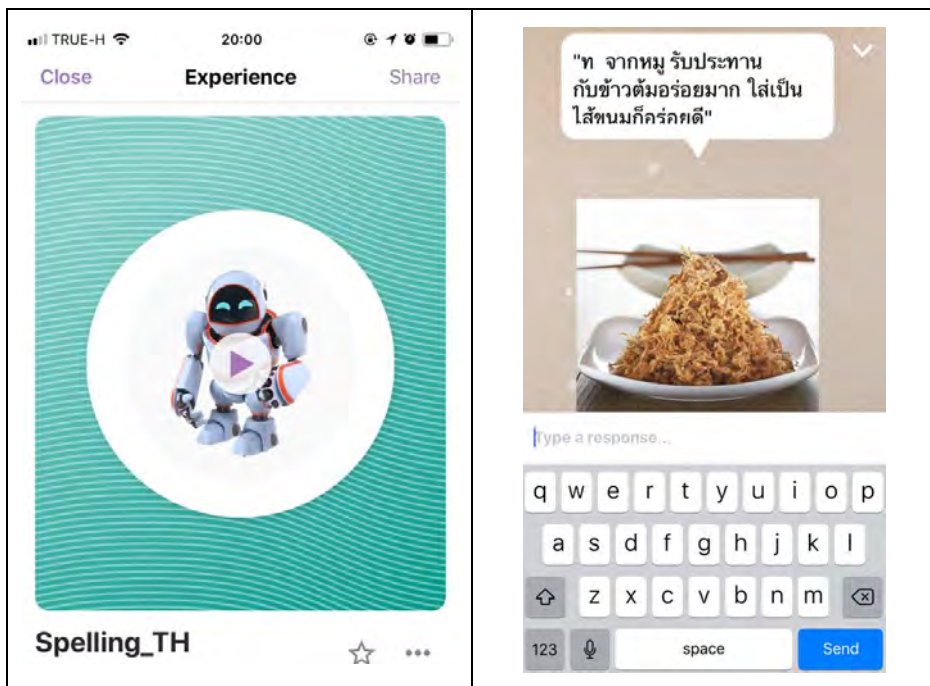 TRUE-H
20:00
Close
Experience
Share
Spelling_TH
"ท จากหมู รับประทาน
กับข้าวต้มอร่อยมาก ใส่เป็น
ไส้ขนมก็อร่อยดี"
Type a response...
q w e r t y u i o p
a s d f g h j k l
z x c v b n m
123
space
Send